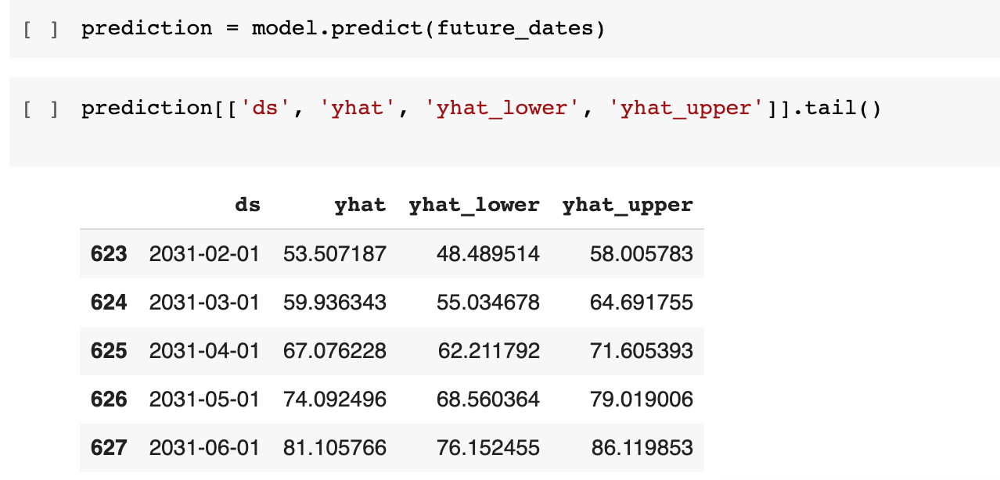 [ ] prediction = model.predict(future_dates)
[ ] prediction[['ds', 'yhat', 'yhat_lower', 'yhat_upper']].tail()
ds yhat yhat_lower yhat_upper
623 2031-02-01 53.507187 48.489514 58.005783
624 2031-03-01 59.936343 55.034678 64.691755
625 2031-04-01 67.076228 62.211792 71.605393
626 2031-05-01 74.092496 68.560364 79.019006
627 2031-06-01 81.105766 76.152455 86.119853